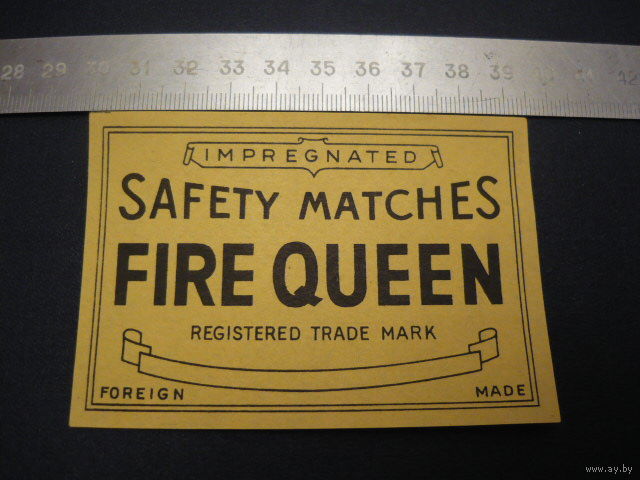 28 29 30 31 32 33 34 35 36 37 38 39 40 41 42
IMPREGNATED
SAFETY MATCHES
FIRE QUEEN
REGISTERED TRADE MARK
FOREIGN MADE
www.ay.by